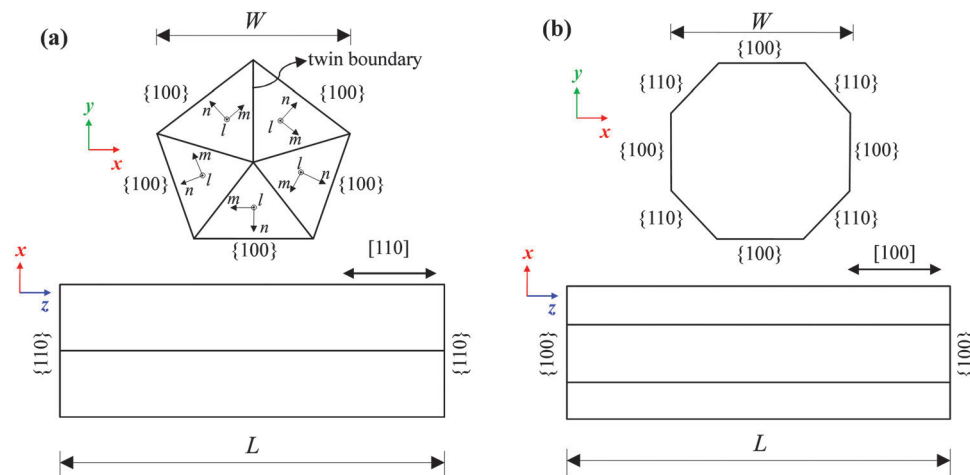 (a)
W
twin boundary
{100}
{100}
n
m
l
n
l
m
y
x
m
n
l
l
m
n
{100}
{100}
m
l
n
{100}
[110]
x
z
{110}
{110}
L
(b)
W
{100}
{110}
{110}
y
x
{100}
{100}
{110}
{110}
{100}
[100]
x
z
{100}
{100}
L